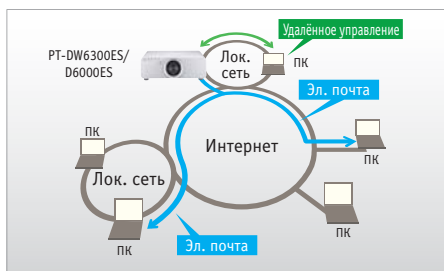 Удалённое управление
PT-DW6300ES/
D6000ES
Лок.
сеть
ПК
Эл. почта
ПК
Интернет
ПК
Лок. сеть
ПК
ПК
Эл. почта